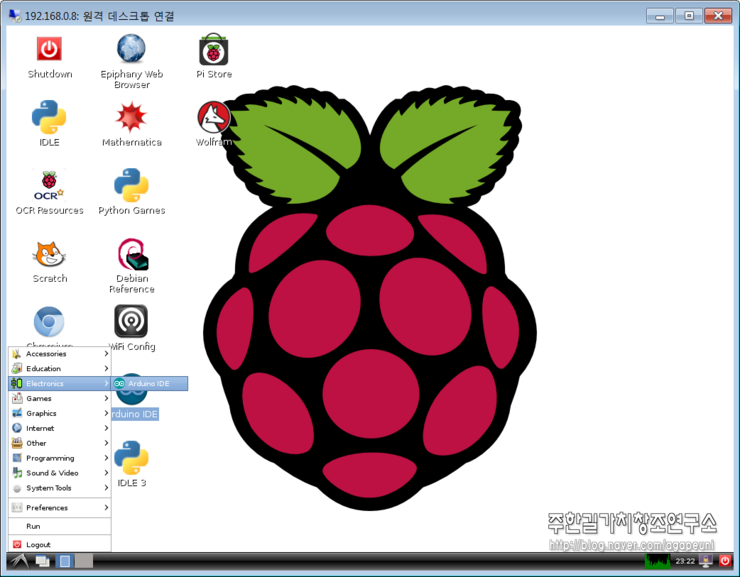 192.168.0.8: 원격 데스크톱 연결
Shutdown
Epiphany Web
Browser
Pi Store
IDLE
Mathematica
Wolfram
OCR
OCR Resources
Python Games
Scratch
Debian
Reference
Chromium
WiFi Config
Accessories
Education
Electronics
Arduino IDE
Games
Graphics
rduino IDE
Internet
Other
Programming
Sound & Video
System Tools
IDLE 3
Preferences
Run
Logout
주한길가치창조연구소
http://blog.naver.com/agapeuni
23:22